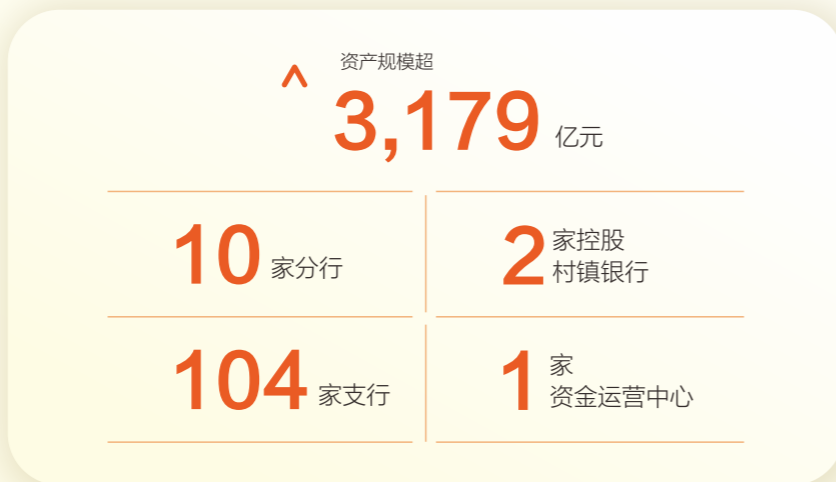 资产规模超
3,179 亿元
10 家分行
2 家控股
村镇银行
104 家支行
1 家
资金运营中心